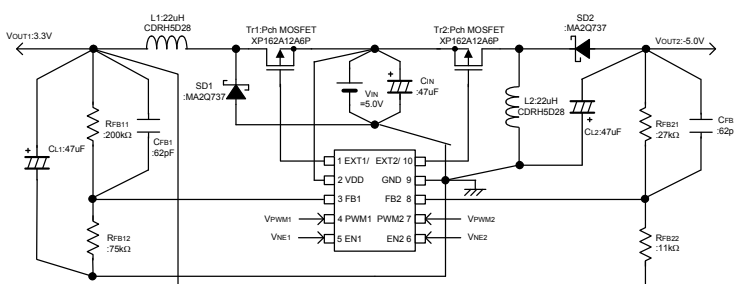 VOUT1:3.3V
L1:22uH
CDRH5D28
Tr1:Pch MOSFET
XP162A12A6P
Tr2:Pch MOSFET
XP162A12A6P
SD2
:MA2Q737
VOUT2:-5.0V
SD1
:MA2Q737
VIN
=5.0V
CIN
:47uF
L2:22uH
CDRH5D28
RFB11
:200kΩ
CFB1
:62pF
CL1:47uF
CL2:47uF
RFB21
:27kΩ
CFB
:62p
1 EXT1/
EXT2/ 10
2 VDD
GND 9
3 FB1
FB2 8
VPWM1
4 PWM1
PWM2 7
VPWM2
VNE1
5 EN1
EN2 6
VNE2
RFB12
:75kΩ
RFB22
:11kΩ